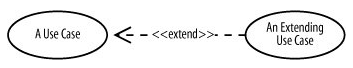 A Use Case
<<extend>>
An Extending
Use Case